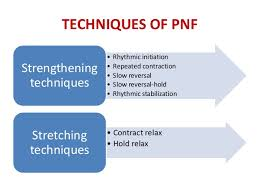 TECHNIQUES OF PNF
Strengthening
techniques
• Rhythmic initiation
• Repeated contraction
• Slow reversal
• Slow reversal-hold
• Rhythmic stabilization
Stretching
techniques
• Contract relax
• Hold relax